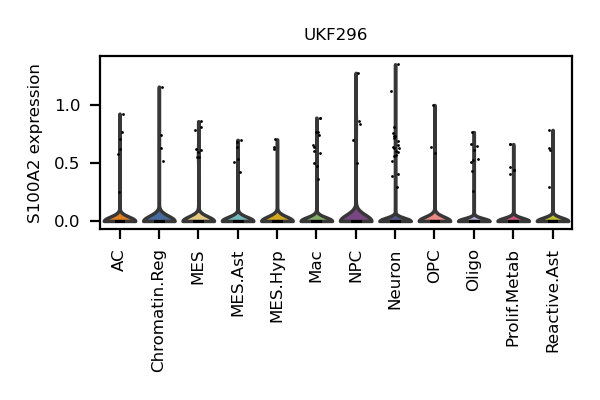 UKF296
S100A2 expression
1.0
0.5
0.0
AC
Chromatin.Reg
MES
MES.Ast
MES.Hyp
Mac
NPC
Neuron
OPC
Oligo
Prolif.Metab
Reactive.Ast